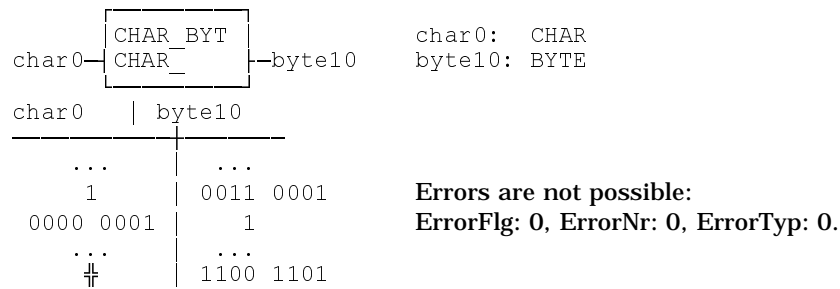 CHAR_BYT char0: CHAR
char0 CHAR_ byte10 byte10: BYTE
char0 | byte10
... | ...
1 | 0011 0001 Errors are not possible:
0000 0001 | 1 ErrorFlg: 0, ErrorNr: 0, ErrorTyp: 0.
... | ...
╬ | 1100 1101